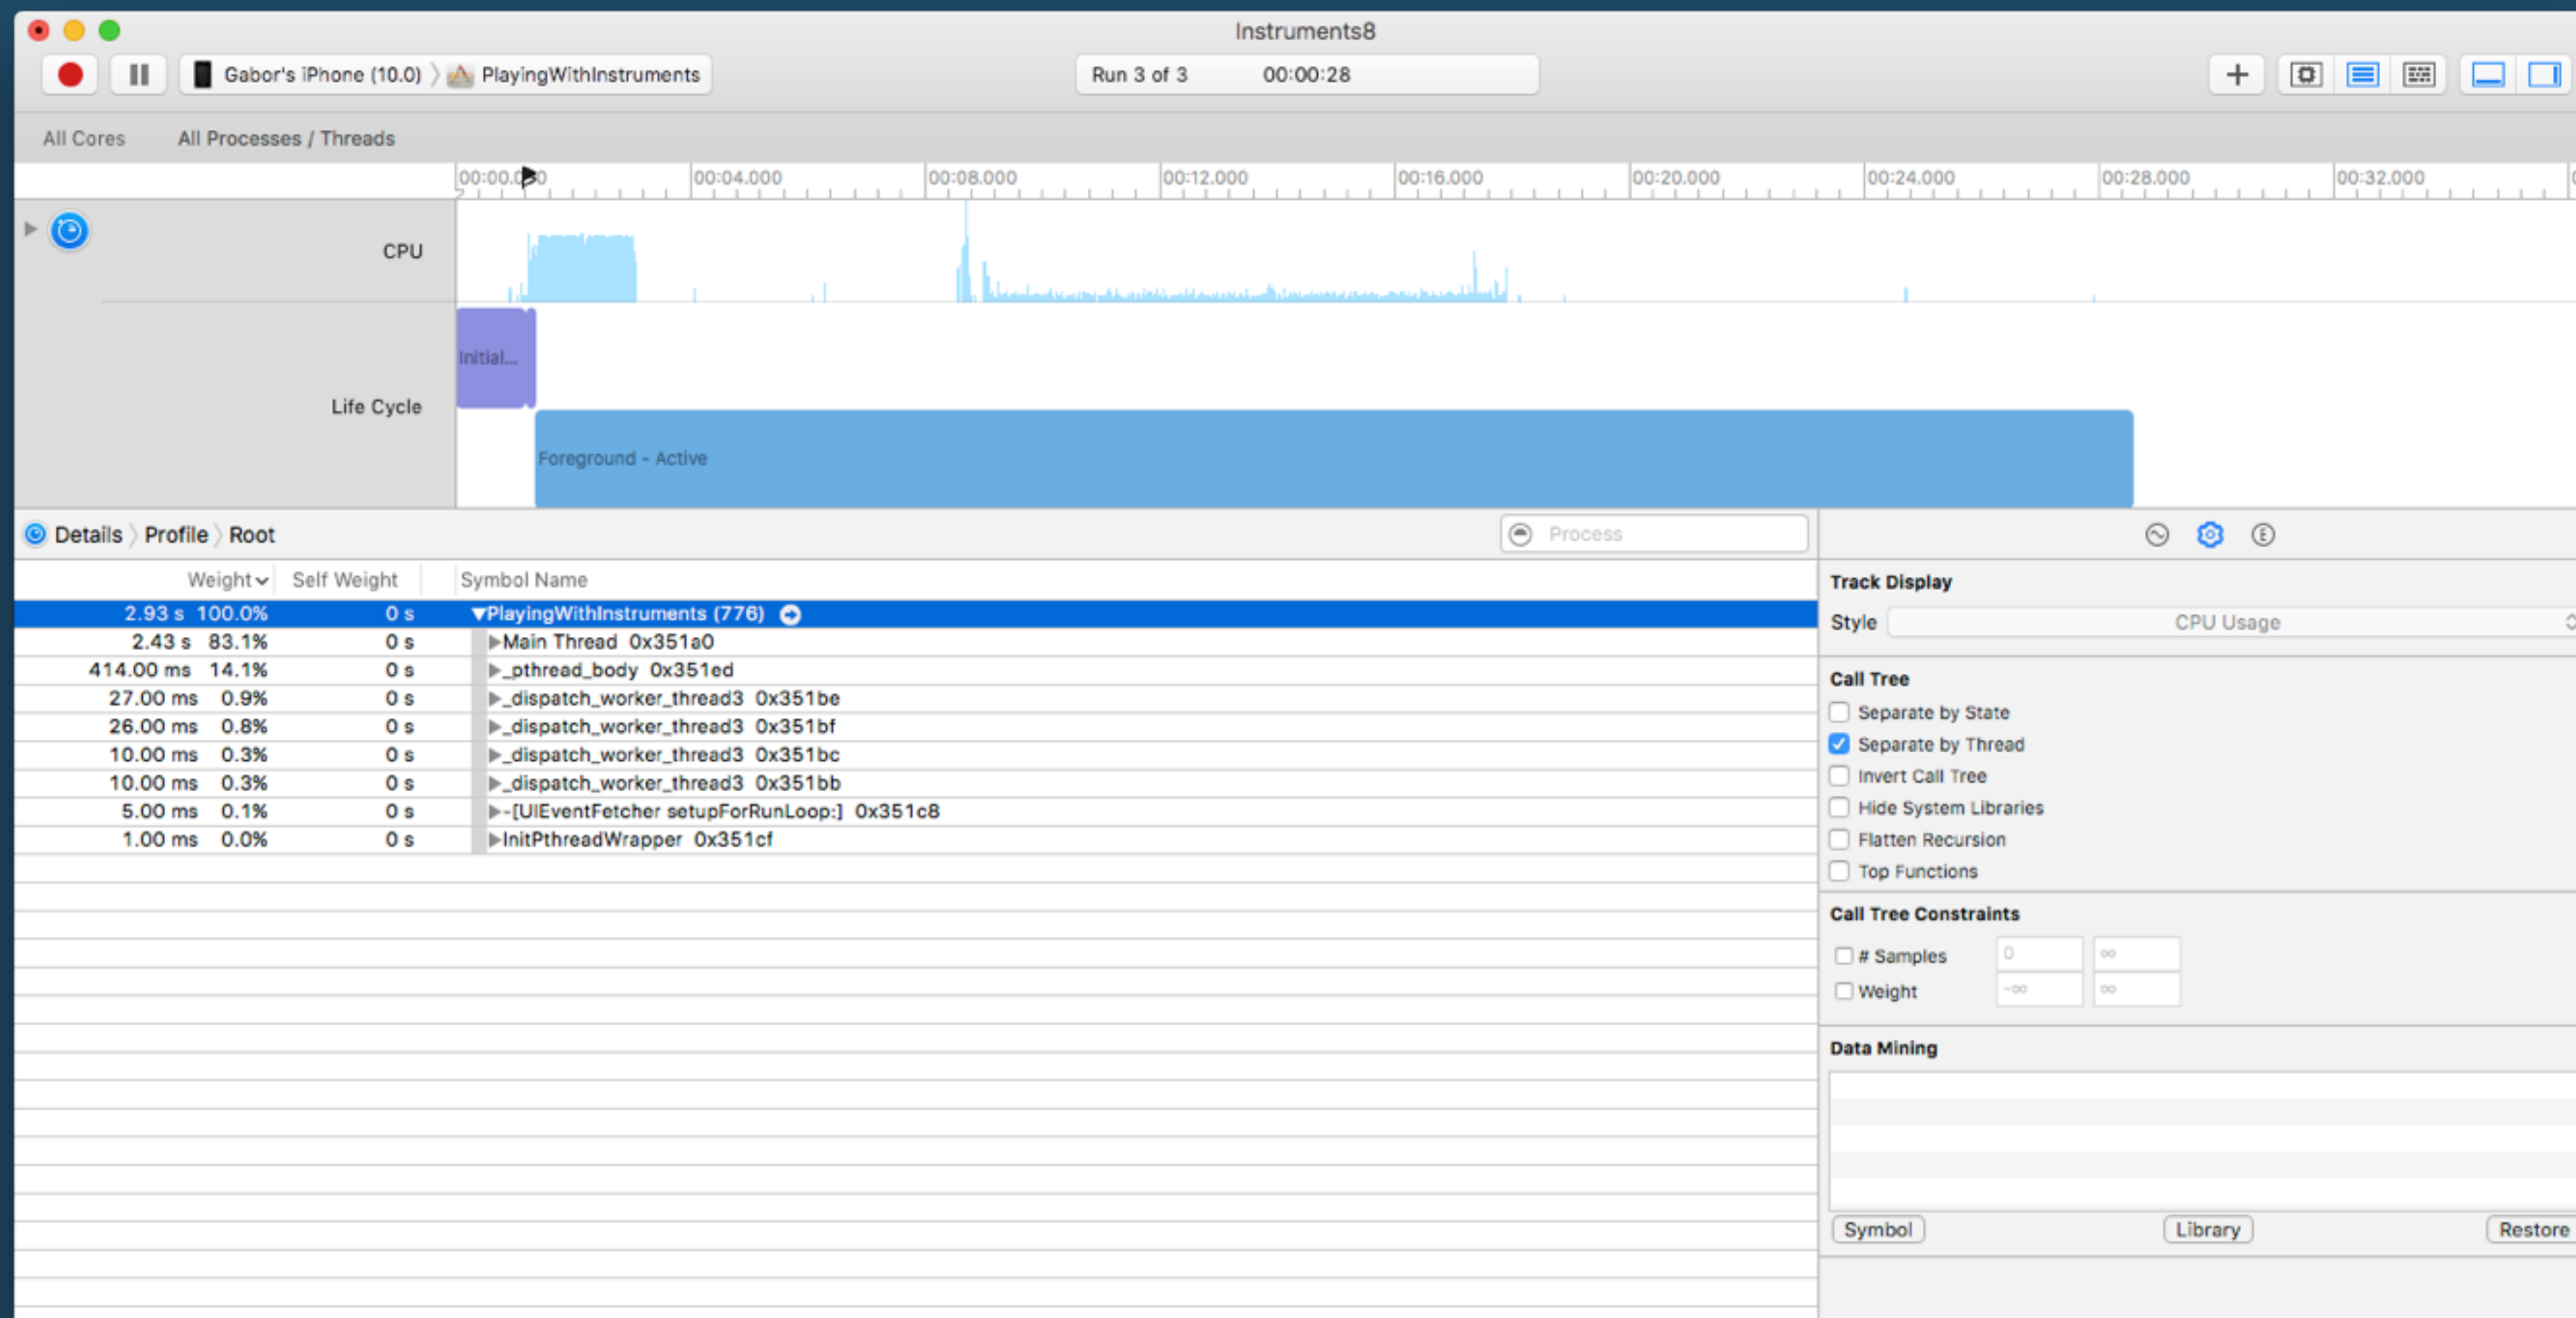 Instruments8
Gabor's iPhone (10.0) PlayingWithInstruments Run 3 of 3 00:00:28
All Cores All Processes / Threads
00:04.000 00:08.000 00:12.000 00:16.000 00:20.000 00:24.000 00:28.000 00:32.000
CPU
Initial...
Life Cycle
Foreground - Active
Details Profile Root Process
Weight Self Weight Symbol Name
2.93 s 100.0% 0 s PlayingWithInstruments (776)
2.43 s 83.1% 0 s Main Thread 0x351a0
414.00 ms 14.1% 0 s _pthread_body 0x351ed
27.00 ms 0.9% 0 s _dispatch_worker_thread3 0x351be
26.00 ms 0.8% 0 s _dispatch_worker_thread3 0x351bf
10.00 ms 0.3% 0 s _dispatch_worker_thread3 0x351bc
10.00 ms 0.3% 0 s _dispatch_worker_thread3 0x351bb
5.00 ms 0.1% 0 s -[UIEventFetcher setupForRunLoop:] 0x351c8
1.00 ms 0.0% 0 s InitPthreadWrapper 0x351cf
E
Track Display
Style CPU Usage
Call Tree
Separate by State
Separate by Thread
Invert Call Tree
Hide System Libraries
Flatten Recursion
Top Functions
Call Tree Constraints
# Samples 0 ∞
Weight -∞ ∞
Data Mining
Symbol Library Restore